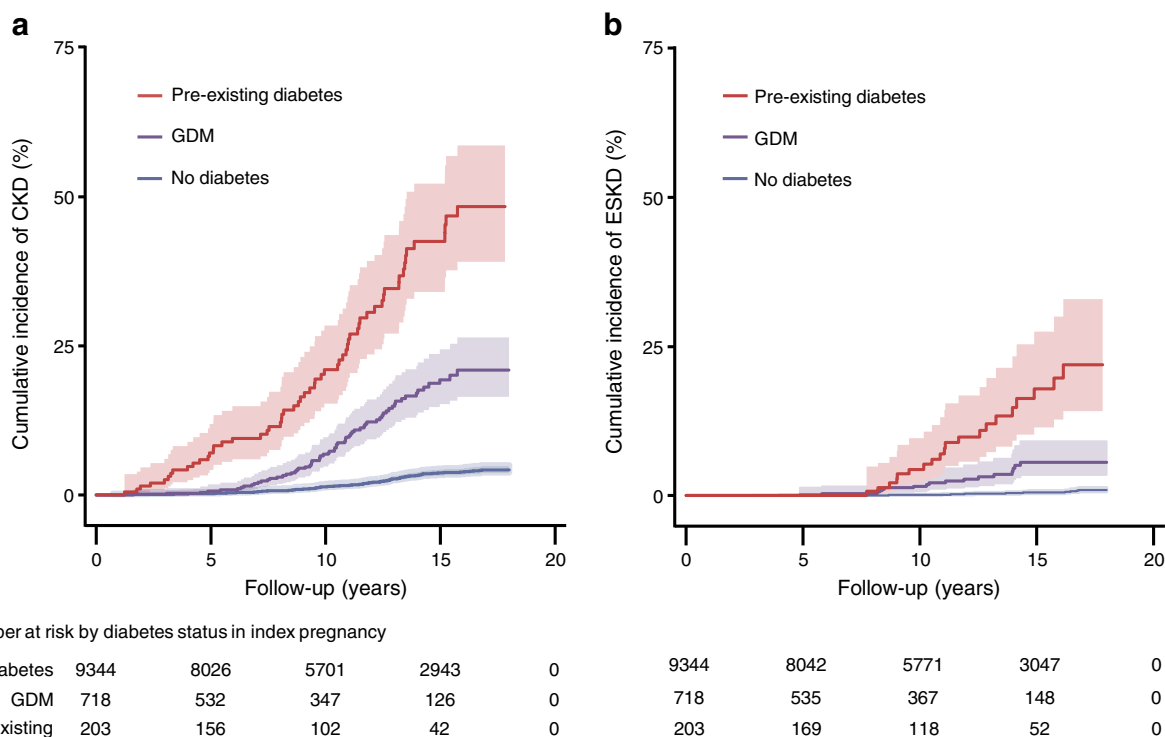 a
75
50
25
0
Cumulative incidence of CKD (%)
Pre-existing diabetes
GDM
No diabetes
0 5 10 15 20
Follow-up (years)
b
75
50
25
0
Cumulative incidence of ESKD (%)
Pre-existing diabetes
GDM
No diabetes
0 5 10 15 20
Follow-up (years)
at risk by diabetes status in index pregnancy
9344 8026 5701 2943 0
GDM 718 532 347 126 0
203 156 102 42 0
9344 8042 5771 3047 0
718 535 367 148 0
203 169 118 52 0